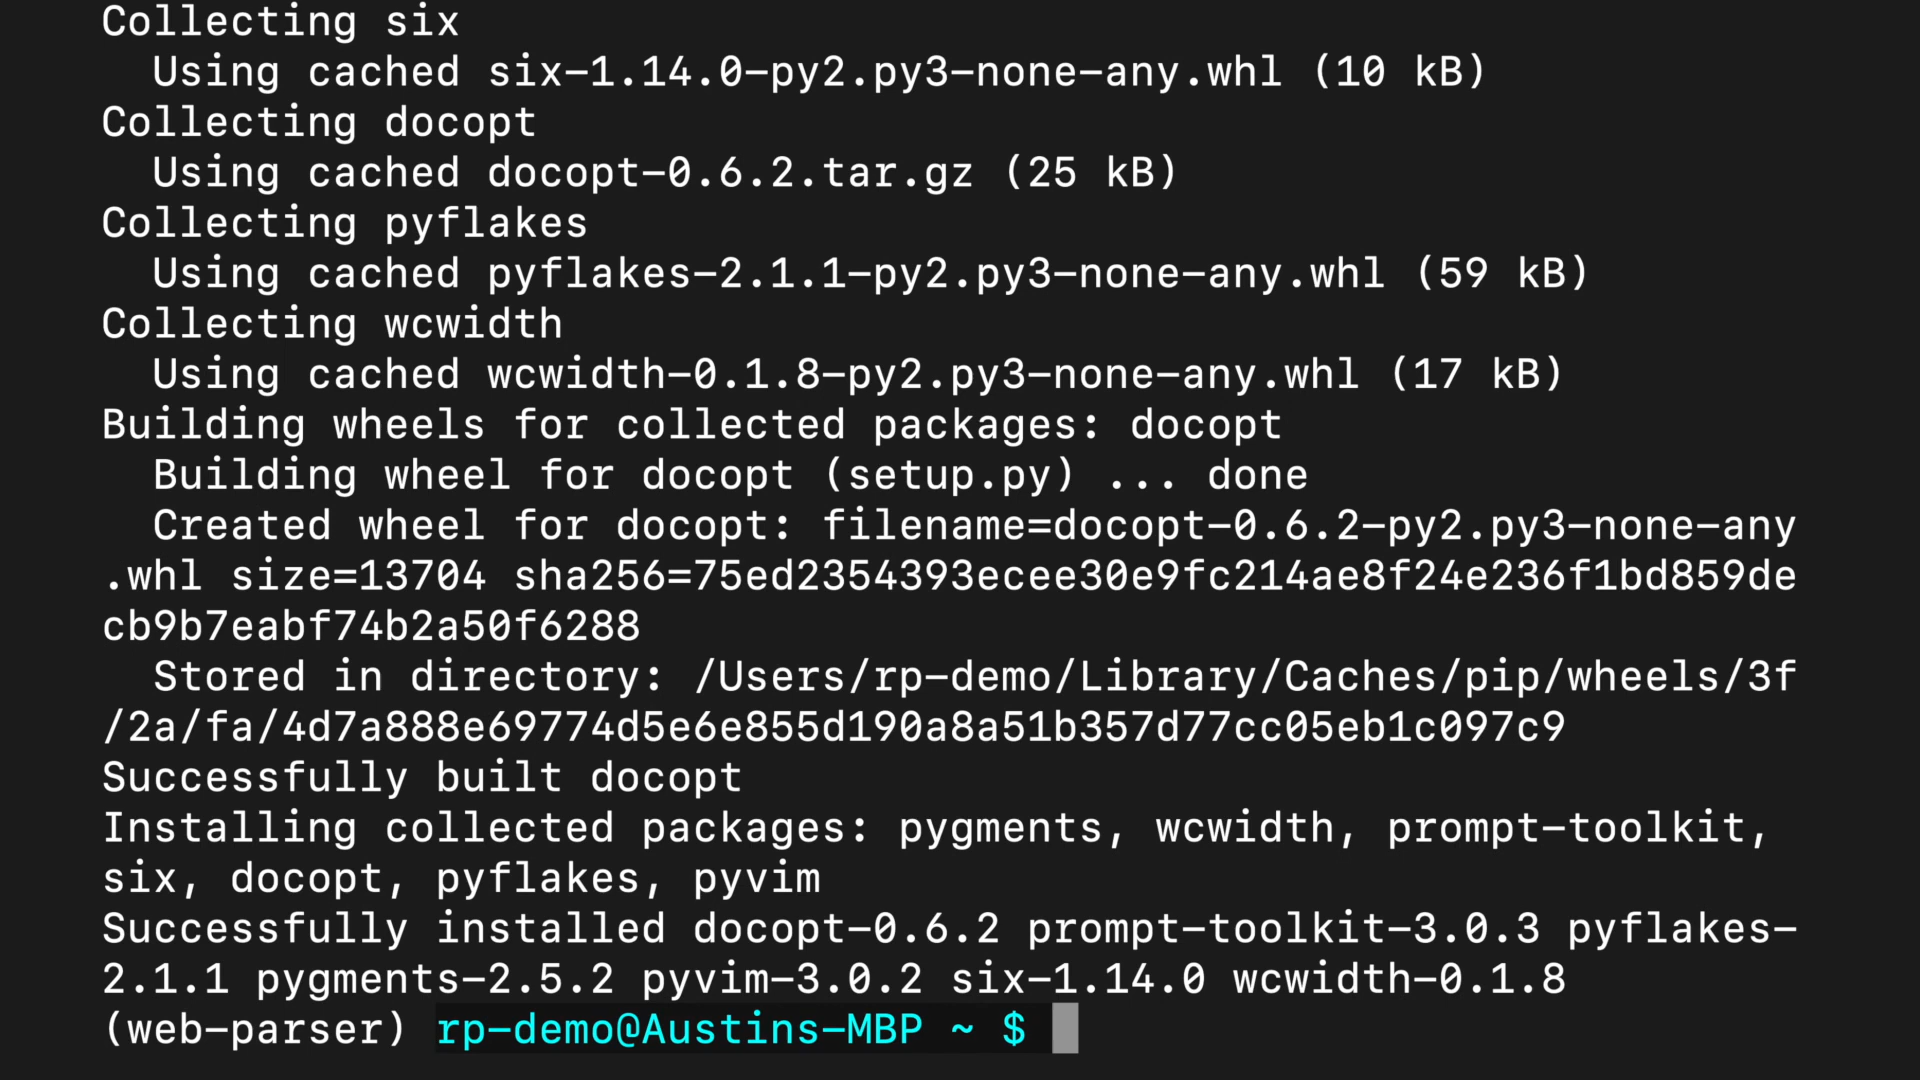 Collecting six
  Using cached six-1.14.0-py2.py3-none-any.whl (10 kB)
Collecting docopt
  Using cached docopt-0.6.2.tar.gz (25 kB)
Collecting pyflakes
  Using cached pyflakes-2.1.1-py2.py3-none-any.whl (59 kB)
Collecting wcwidth
  Using cached wcwidth-0.1.8-py2.py3-none-any.whl (17 kB)
Building wheels for collected packages: docopt
  Building wheel for docopt (setup.py) ... done
  Created wheel for docopt: filename=docopt-0.6.2-py2.py3-none-any
.whl size=13704 sha256=75ed2354393ecee30e9fc214ae8f24e236f1bd859de
cb9b7eabf74b2a50f6288
  Stored in directory: /Users/rp-demo/Library/Caches/pip/wheels/3f
/2a/fa/4d7a888e69774d5e6e855d190a8a51b357d77cc05eb1c097c9
Successfully built docopt
Installing collected packages: pygments, wcwidth, prompt-toolkit,
six, docopt, pyflakes, pyvim
Successfully installed docopt-0.6.2 prompt-toolkit-3.0.3 pyflakes-
2.1.1 pygments-2.5.2 pyvim-3.0.2 six-1.14.0 wcwidth-0.1.8
(web-parser) rp-demo@Austins-MBP ~ $